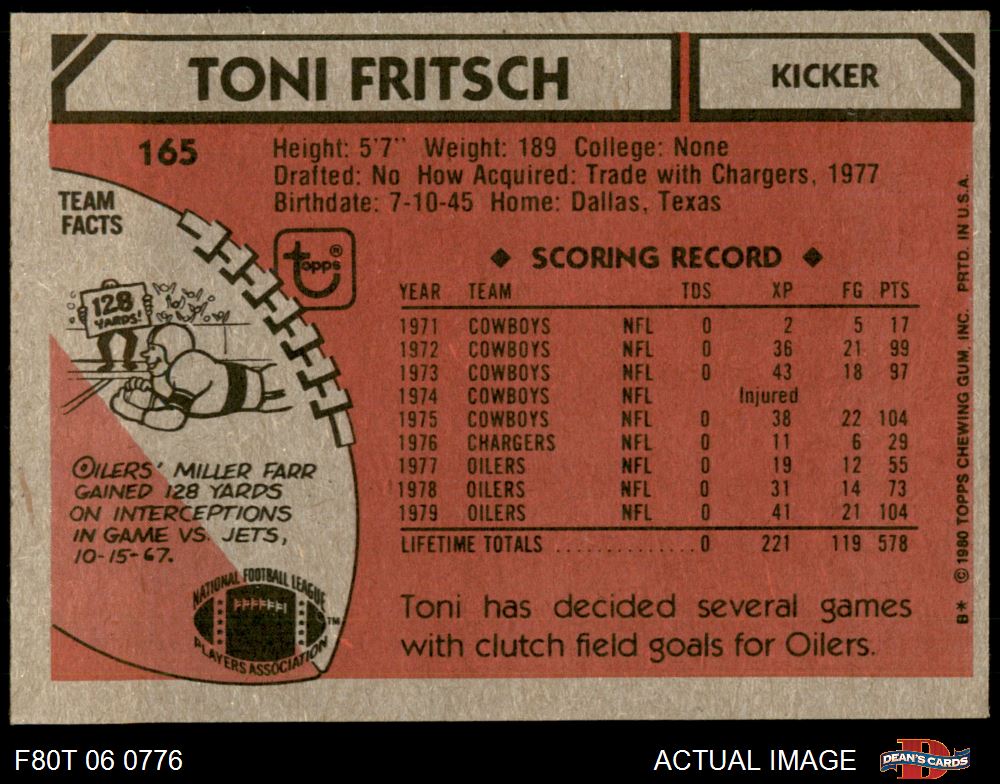 TONI FRITSCH
KICKER
165
Height: 5'7" Weight: 189 College: None
Drafted: No How Acquired: Trade with Chargers, 1977
Birthdate: 7-10-45 Home: Dallas, Texas
TEAM
FACTS
128
YARDS!
OILERS' MILLER FARR
GAINED 128 YARDS
ON INTERCEPTIONS
IN GAME VS. JETS,
10-15-67.
NATIONAL FOOTBALL LEAGUE
PLAYERS ASSOCIATION
TM
topps ®
◆ SCORING RECORD ◆
YEAR TEAM TDS XP FG PTS
1971 COWBOYS NFL 0 2 5 17
1972 COWBOYS NFL 0 36 21 99
1973 COWBOYS NFL 0 43 18 97
1974 COWBOYS NFL Injured
1975 COWBOYS NFL 0 38 22 104
1976 CHARGERS NFL 0 11 6 29
1977 OILERS NFL 0 19 12 55
1978 OILERS NFL 0 31 14 73
1979 OILERS NFL 0 41 21 104
LIFETIME TOTALS ..............0 221 119 578
Toni has decided several games
with clutch field goals for Oilers.
B* © 1980 TOPPS CHEWING GUM, INC. PRTD. IN U.S.A.
F80T 06 0776
ACTUAL IMAGE
DEAN'S CARDS